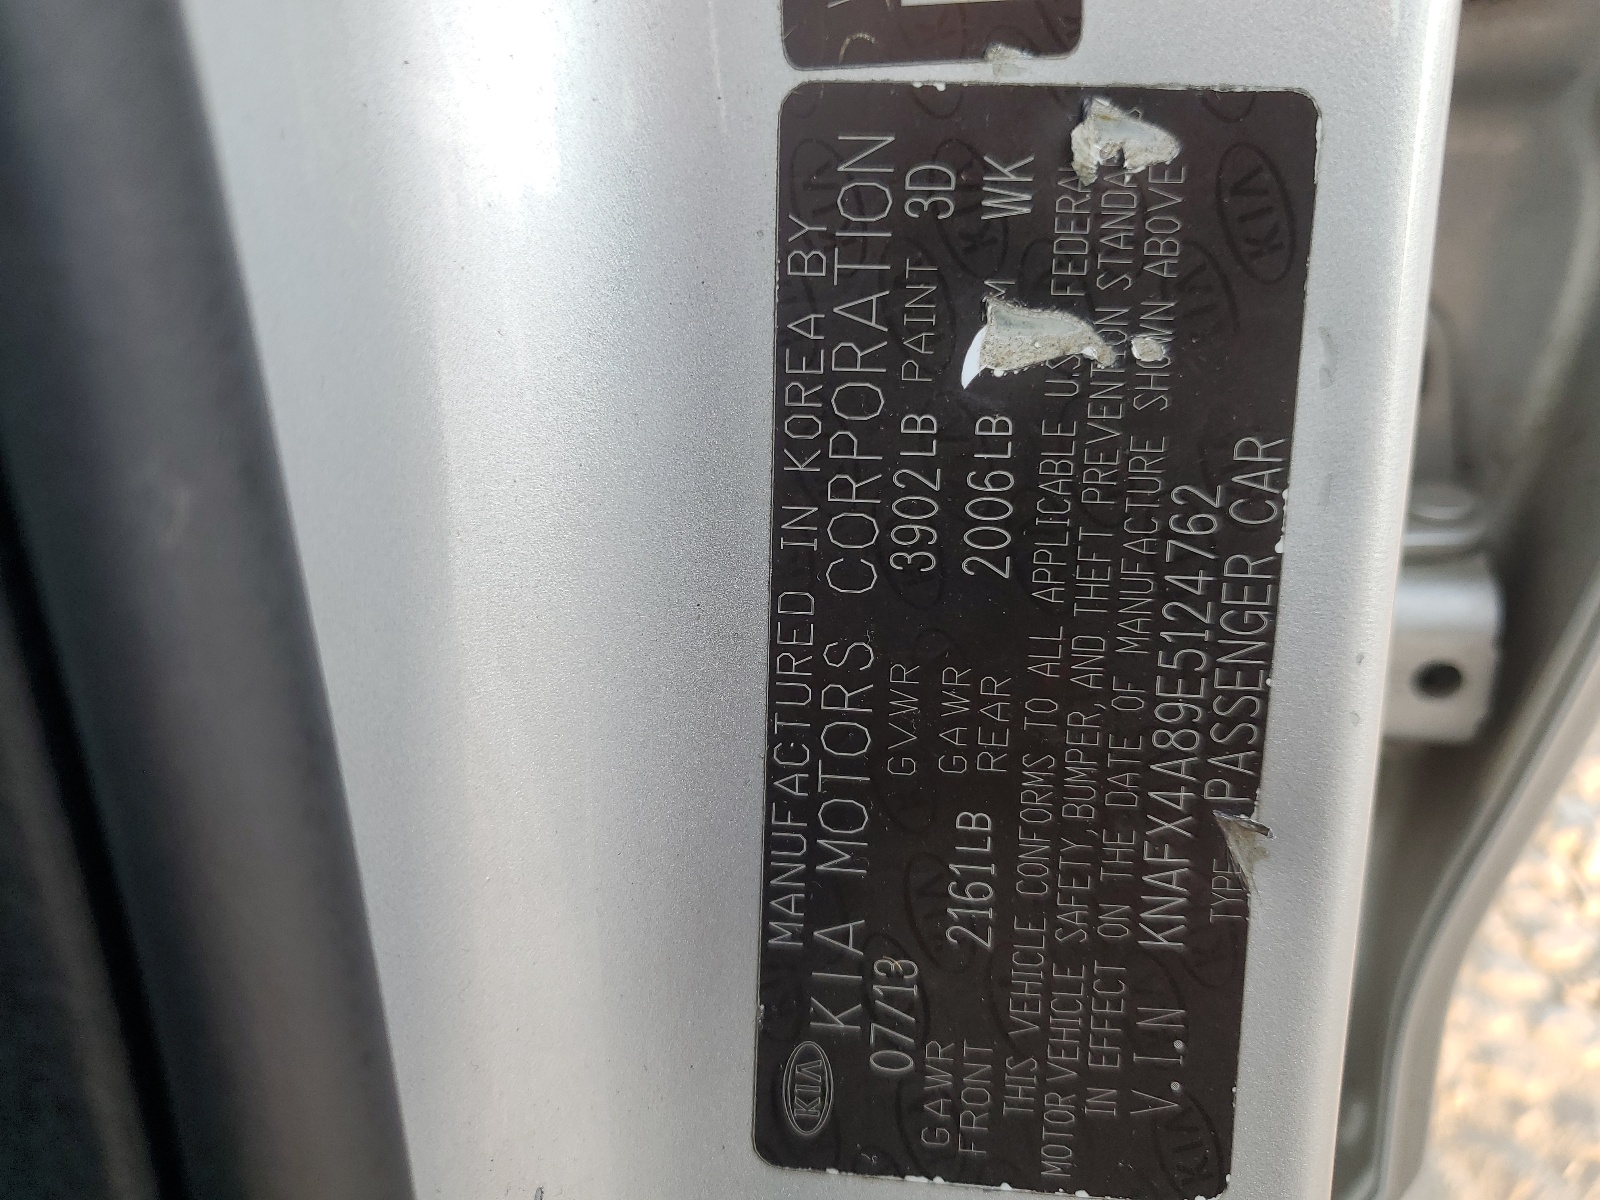 KIA
MANUFACTURED IN KOREA BY
KIA MOTORS CORPORATION
07/13 GVWR 3902LB PAINT 3D
GAWR FRONT 2161LB GAWR REAR 2006LB WK
THIS VEHICLE CONFORMS TO ALL APPLICABLE FEDERAL
MOTOR VEHICLE SAFETY, BUMPER, AND THEFT PREVENTION
IN EFFECT ON THE DATE OF MANUFACTURE SHOWN ABOVE
V.I.N KNAFX4A89E5124762
TYPE PASSENGER CAR